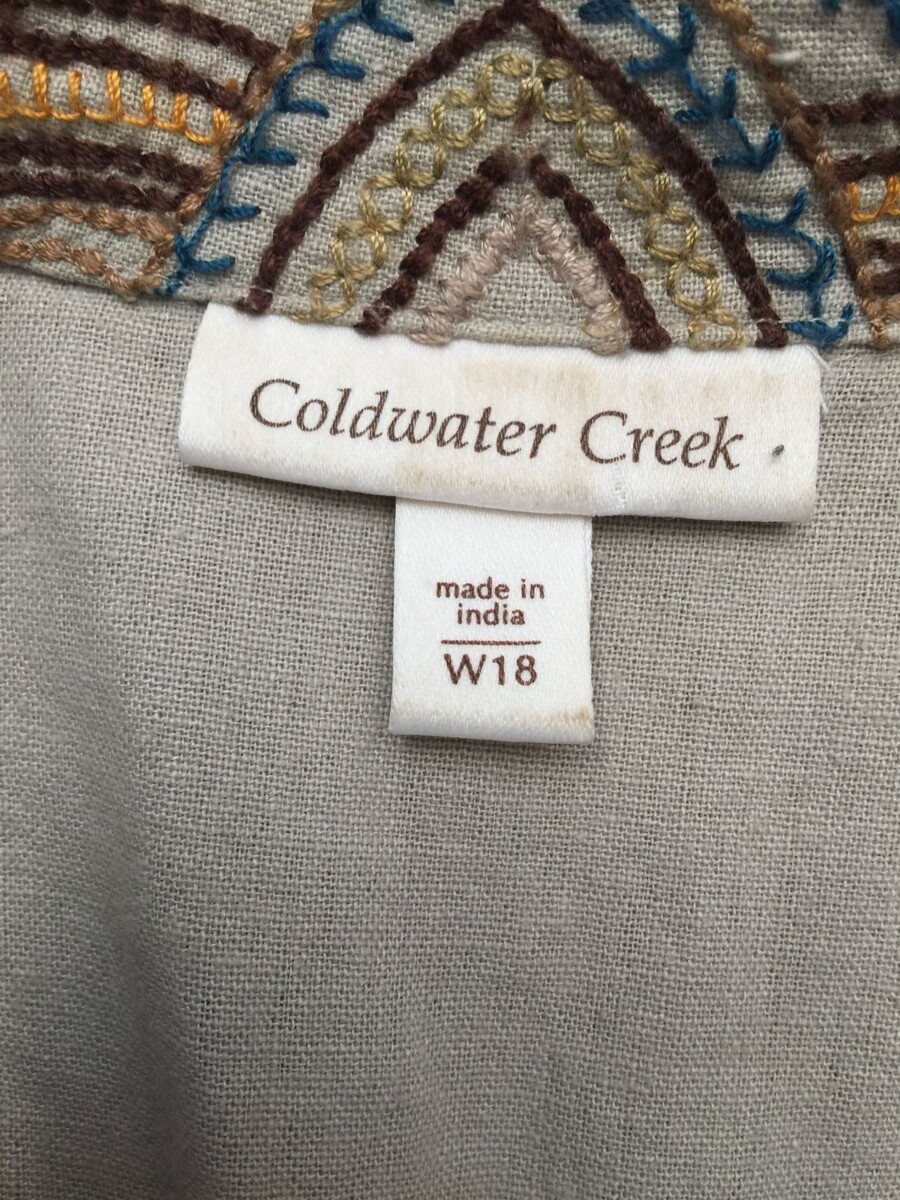 Coldwater Creek
made in
india
W18